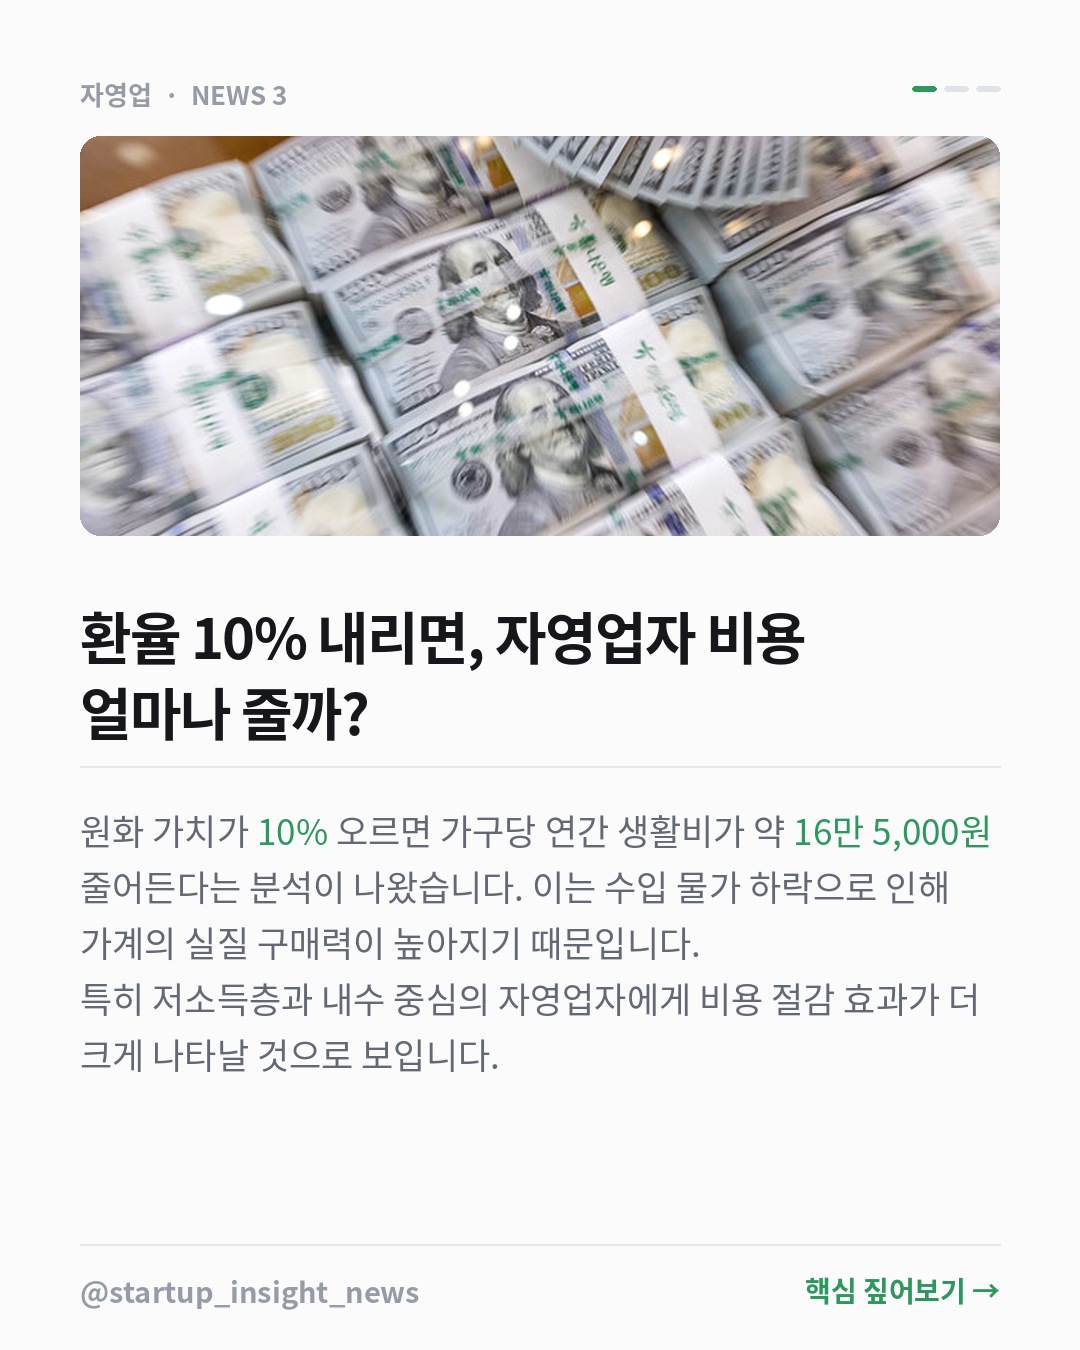 자영업 · NEWS 3
환율 10% 내리면, 자영업자 비용
얼마나 줄까?
원화 가치가 10% 오르면 가구당 연간 생활비가 약 16만 5,000원
줄어든다는 분석이 나왔습니다. 이는 수입 물가 하락으로 인해
가계의 실질 구매력이 높아지기 때문입니다.
특히 저소득층과 내수 중심의 자영업자에게 비용 절감 효과가 더
크게 나타날 것으로 보입니다.
@startup_insight_news
핵심 짚어보기 →